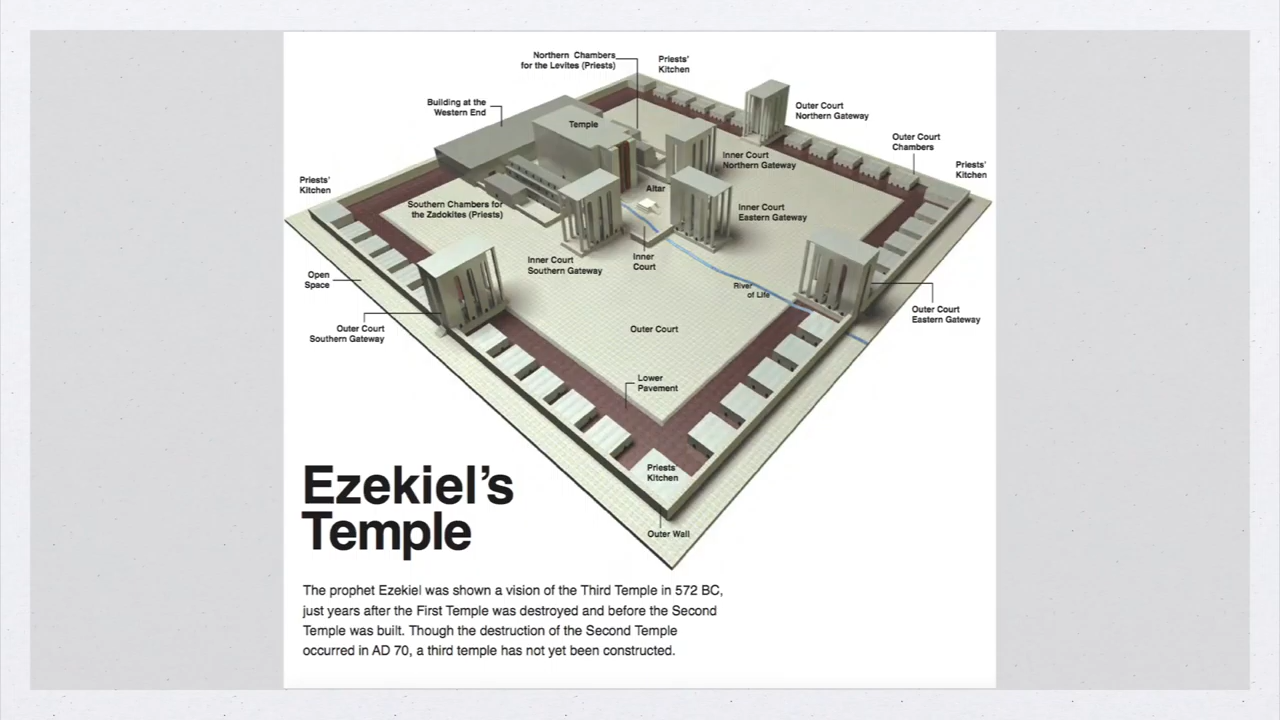 Northern Chambers
for the Levites (Priests)
Priests'
Kitchen
Building at the
Western End
Temple
Outer Court
Northern Gateway
Outer Court
Chambers
Inner Court
Northern Gateway
Priests'
Kitchen
Priests'
Kitchen
Altar
Southern Chambers for
the Zadokites (Priests)
Inner Court
Eastern Gateway
Inner Court
Southern Gateway
Inner
Court
Open
Space
River
of Life
Outer Court
Eastern Gateway
Outer Court
Southern Gateway
Outer Court
Lower
Pavement
Priests'
Kitchen
Outer Wall
Ezekiel's
Temple
The prophet Ezekiel was shown a vision of the Third Temple in 572 BC,
just years after the First Temple was destroyed and before the Second
Temple was built. Though the destruction of the Second Temple
occurred in AD 70, a third temple has not yet been constructed.